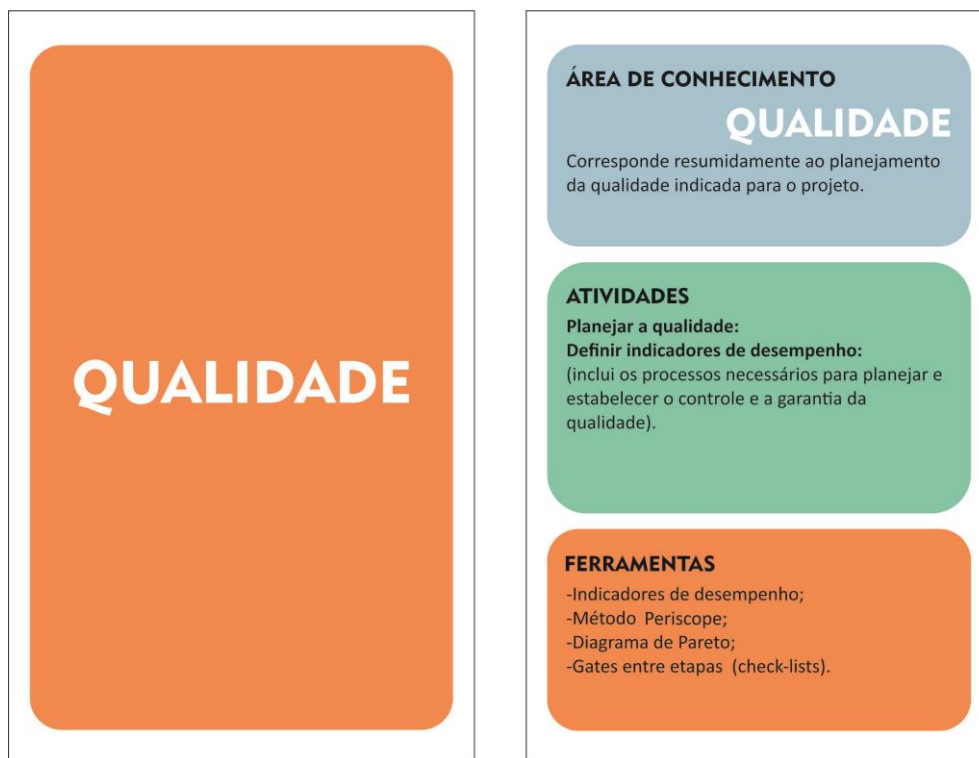 QUALIDADE
ÁREA DE CONHECIMENTO
QUALIDADE
Corresponde resumidamente ao planejamento
da qualidade indicada para o projeto.
ATIVIDADES
Planejar a qualidade:
Definir indicadores de desempenho:
(inclui os processos necessários para planejar e
estabelecer o controle e a garantia da
qualidade).
FERRAMENTAS
-Indicadores de desempenho;
-Método Periscope;
-Diagrama de Pareto;
-Gates entre etapas (check-lists).